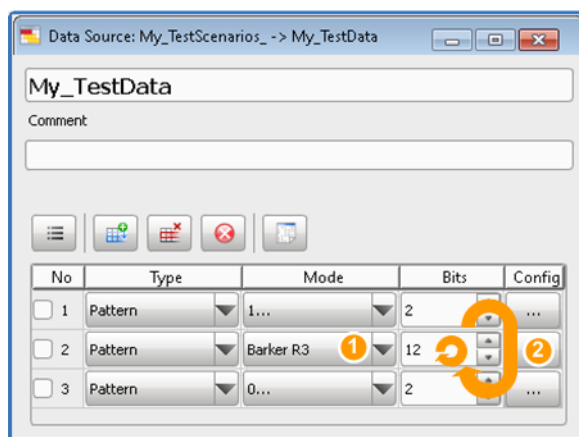 Data Source: My_TestScenarios_ -> My_TestData
My_TestData
Comment
No Type Mode Bits Config
1 Pattern 1... 2 ...
2 Pattern Barker R3 1 12 2
3 Pattern 0... 2 ...